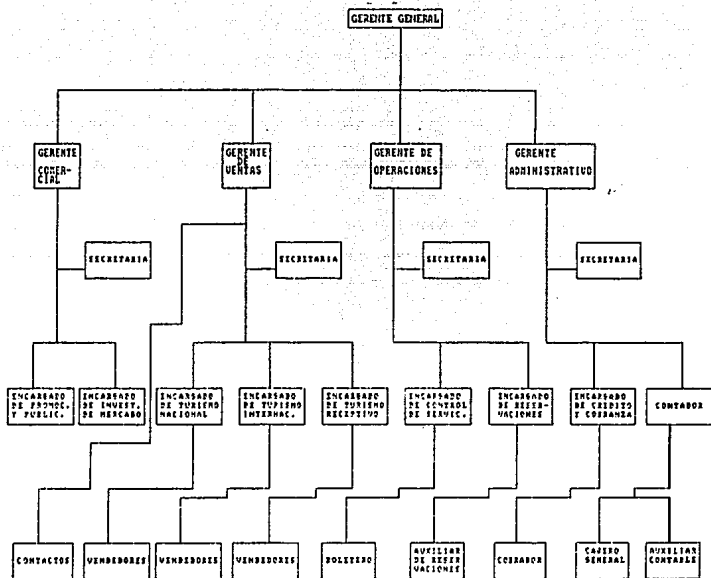 GERENTE GENERAL
GERENTE
COMER-
CIAL
GERENTE
DE
VENTAS
GERENTE DE
OPERACIONES
GERENTE
ADMINISTRATIVO
SECRETARIA
SECRETARIA
SECRETARIA
SECRETARIA
ENCARGADO
DE PROMOC.
Y PUBLIC.
ENCARGADO
DE INVEST.
DE MERCADO
ENCARGADO
DE TURISMO
NACIONAL
ENCARGADO
DE TURISMO
INTERNAC.
ENCARGADO
DE TURISMO
RECEPTIVO
ENCARGADO
DE CONTROL
DE SERVIC.
ENCARGADO
DE RESER-
VACIONES
ENCARGADO
DE CREDITO
Y COBRANZA
CONTADOR
CONTACTOS
VENDEDORES
VENDEDORES
VENDEDORES
BOLETERO
AUXILIAR
DE RESER
VACIONES
COBRADOR
CAJERO
GENERAL
AUXILIAR
CONTABLE